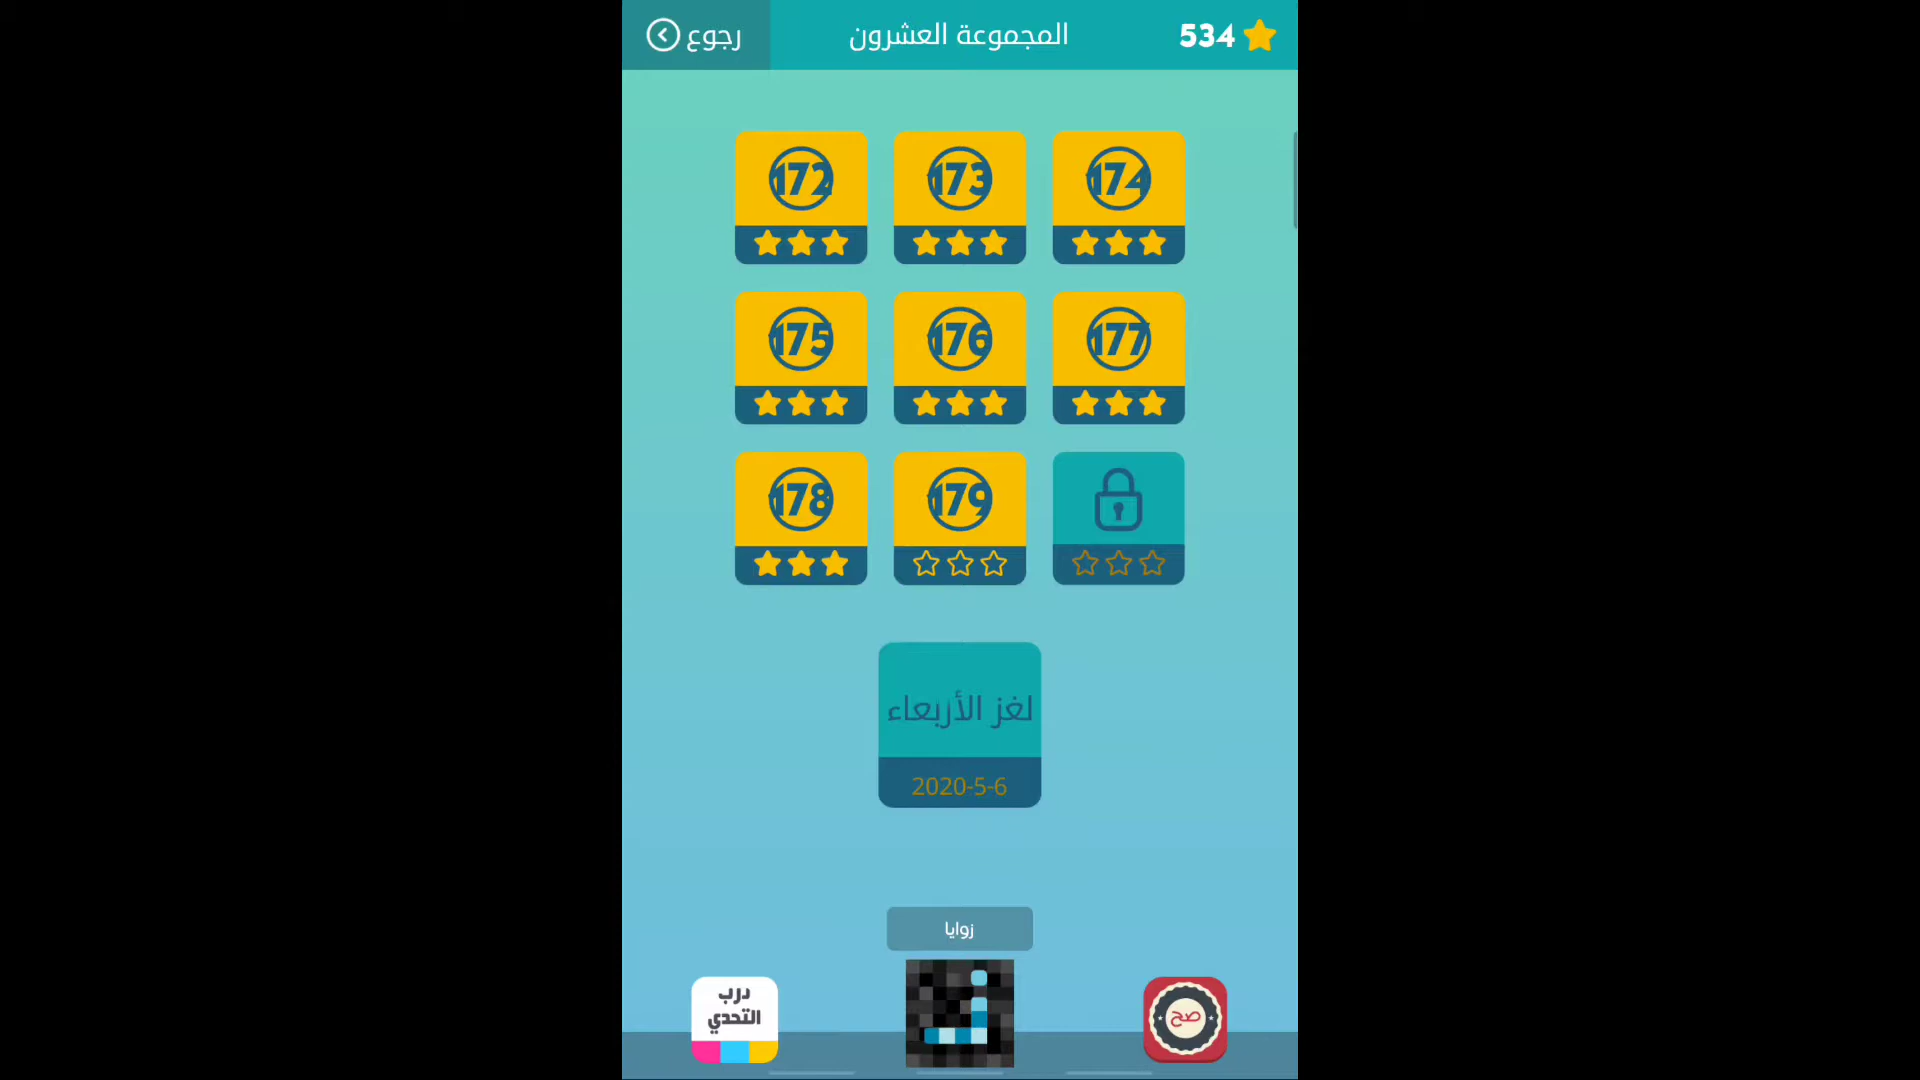 رجوع
المجموعة العشرون
534
172
173
174
175
176
177
178
179
لغز الأربعاء
2020-5-6
زوايا
درب
التحدي
صح